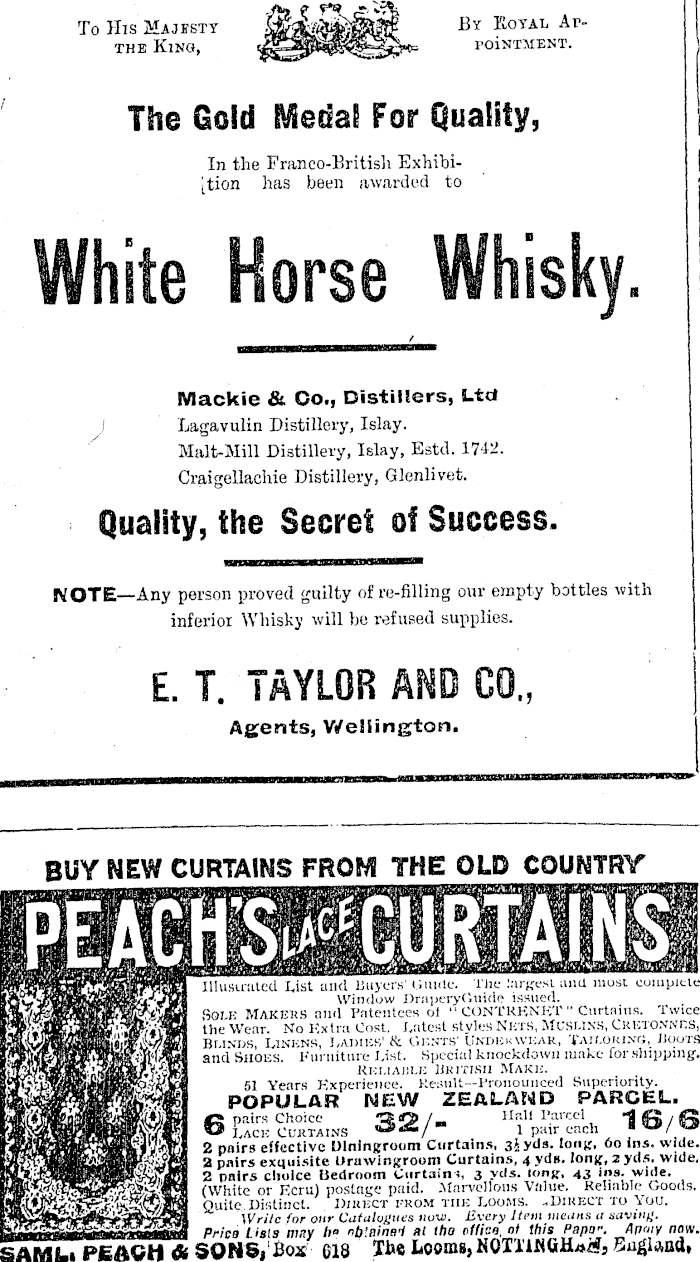 To His Majesty
the King,
By Royal Ap-
pointment.
The Gold Medal For Quality,
In the Franco-British Exhibi-
tion has been awarded to
White Horse Whisky.
Mackie & Co., Distillers, Ltd
Lagavulin Distillery, Islay.
Malt-Mill Distillery, Islay, Estd. 1742.
Craigellachie Distillery, Glenlivet.
Quality, the Secret of Success.
NOTE—Any person proved guilty of re-filling our empty bottles with
inferior Whisky will be refused supplies.
E. T. TAYLOR AND CO.,
Agents, Wellington.
BUY NEW CURTAINS FROM THE OLD COUNTRY
PEACH'S LACE CURTAINS
Illustrated List and Buyers' Guide. The largest and most complete
Window DraperyGuide issued.
Sole Makers and Patentees of "CONTRENET" Curtains. Twice
the Wear. No Extra Cost. Latest styles Nets, Muslins, Cretonnes,
Blinds, Linens, Ladies' & Gents' Underwear, Tailoring, Boots
and Shoes. Furniture List. Special knockdown make for shipping.
Reliable British Make.
51 Years Experience. Result—Pronounced Superiority.
POPULAR NEW ZEALAND PARCEL.
6 pairs Choice Lace Curtains 32/- Half Parcel 1 pair each 16/6
2 pairs effective Diningroom Curtains, 3½ yds. long, 60 ins. wide.
2 pairs exquisite Drawingroom Curtains, 4 yds. long, 2 yds. wide.
2 pairs choice Bedroom Curtains, 3 yds. long, 43 ins. wide.
(White or Ecru) postage paid. Marvellous Value. Reliable Goods.
Quite Distinct. Direct from the Looms. Direct to You.
Write for our Catalogues now. Every Item means a saving.
Price Lists may be obtained at the office of this Paper. Apply now.
SAML. PEACH & SONS, Box 618 The Looms, NOTTINGHAM, England.